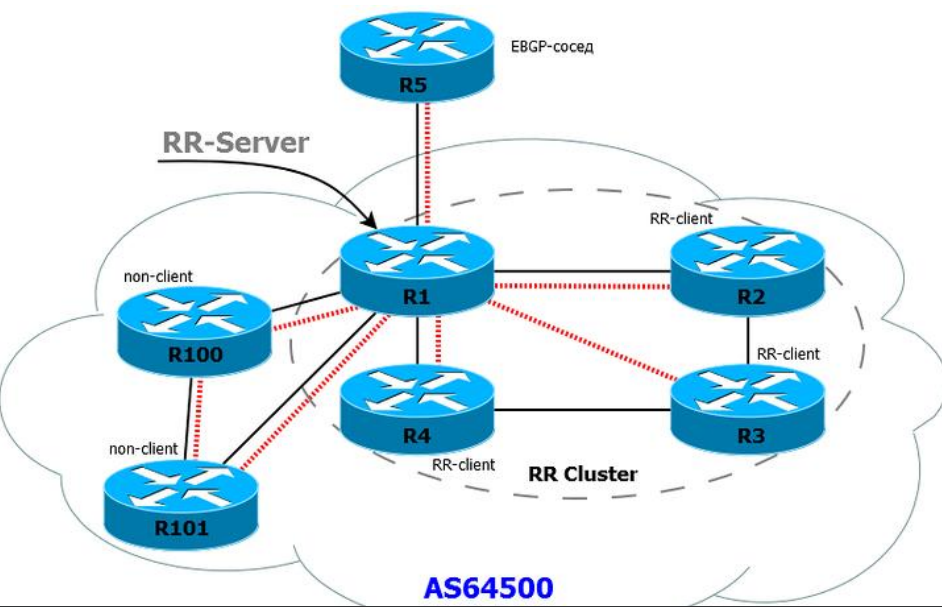 EBGP-сосед
R5
RR-Server
RR-client
non-client
R1
R2
R100
RR-client
non-client
R4
R3
RR-client
RR Cluster
R101
AS64500